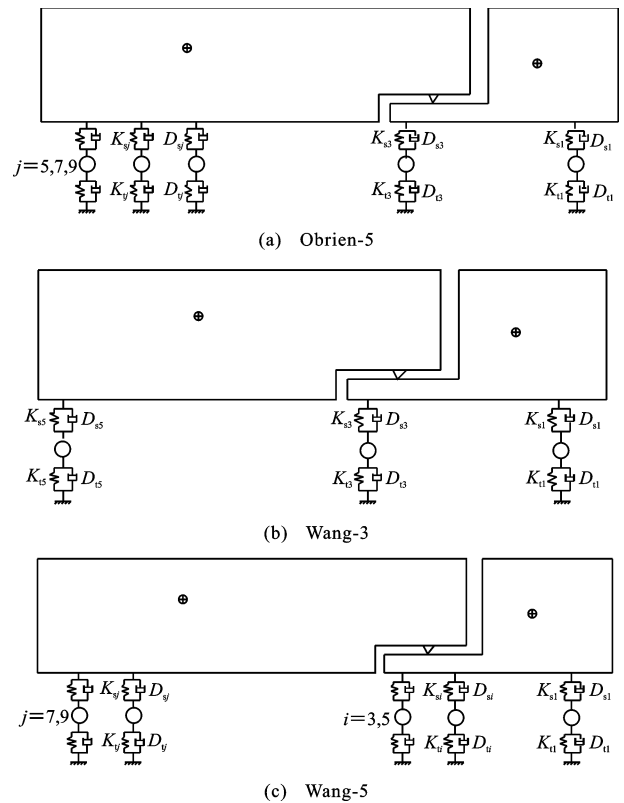 K_sj D_sj K_s3 D_s3 K_s1 D_s1
j=5,7,9
K_tj D_tj K_t3 D_t3 K_t1 D_t1
(a) Obrien-5
K_s5 D_s5 K_s3 D_s3 K_s1 D_s1
K_t5 D_t5 K_t3 D_t3 K_t1 D_t1
(b) Wang-3
K_sj D_sj K_si D_si K_s1 D_s1
j=7,9 i=3,5
K_tj D_tj K_ti D_ti K_t1 D_t1
(c) Wang-5